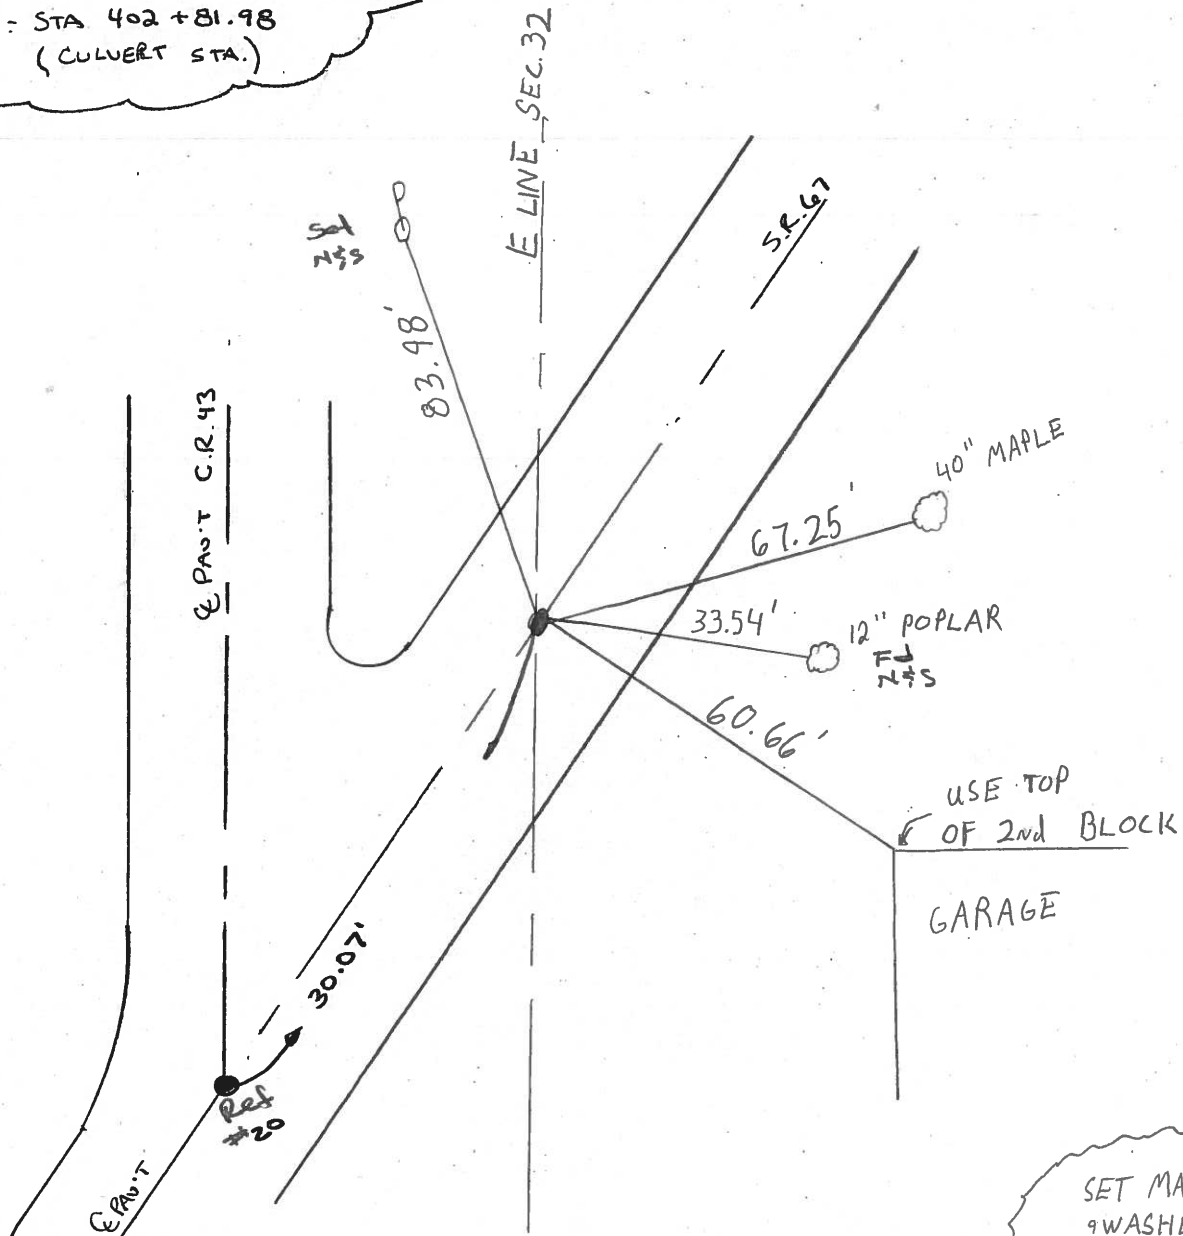 = STA 402+81.98
(CULVERT STA.)
E LINE SEC. 32
S.R. 67
P
Set
N&S
83.98'
℄ PAV'T C.R. 43
40" MAPLE
67.25'
33.54'
12" POPLAR
Fd
N&S
60.66'
USE TOP
OF 2nd BLOCK
GARAGE
30.07'
Ref
#20
℄ PAV'T
SET MA
&WASH